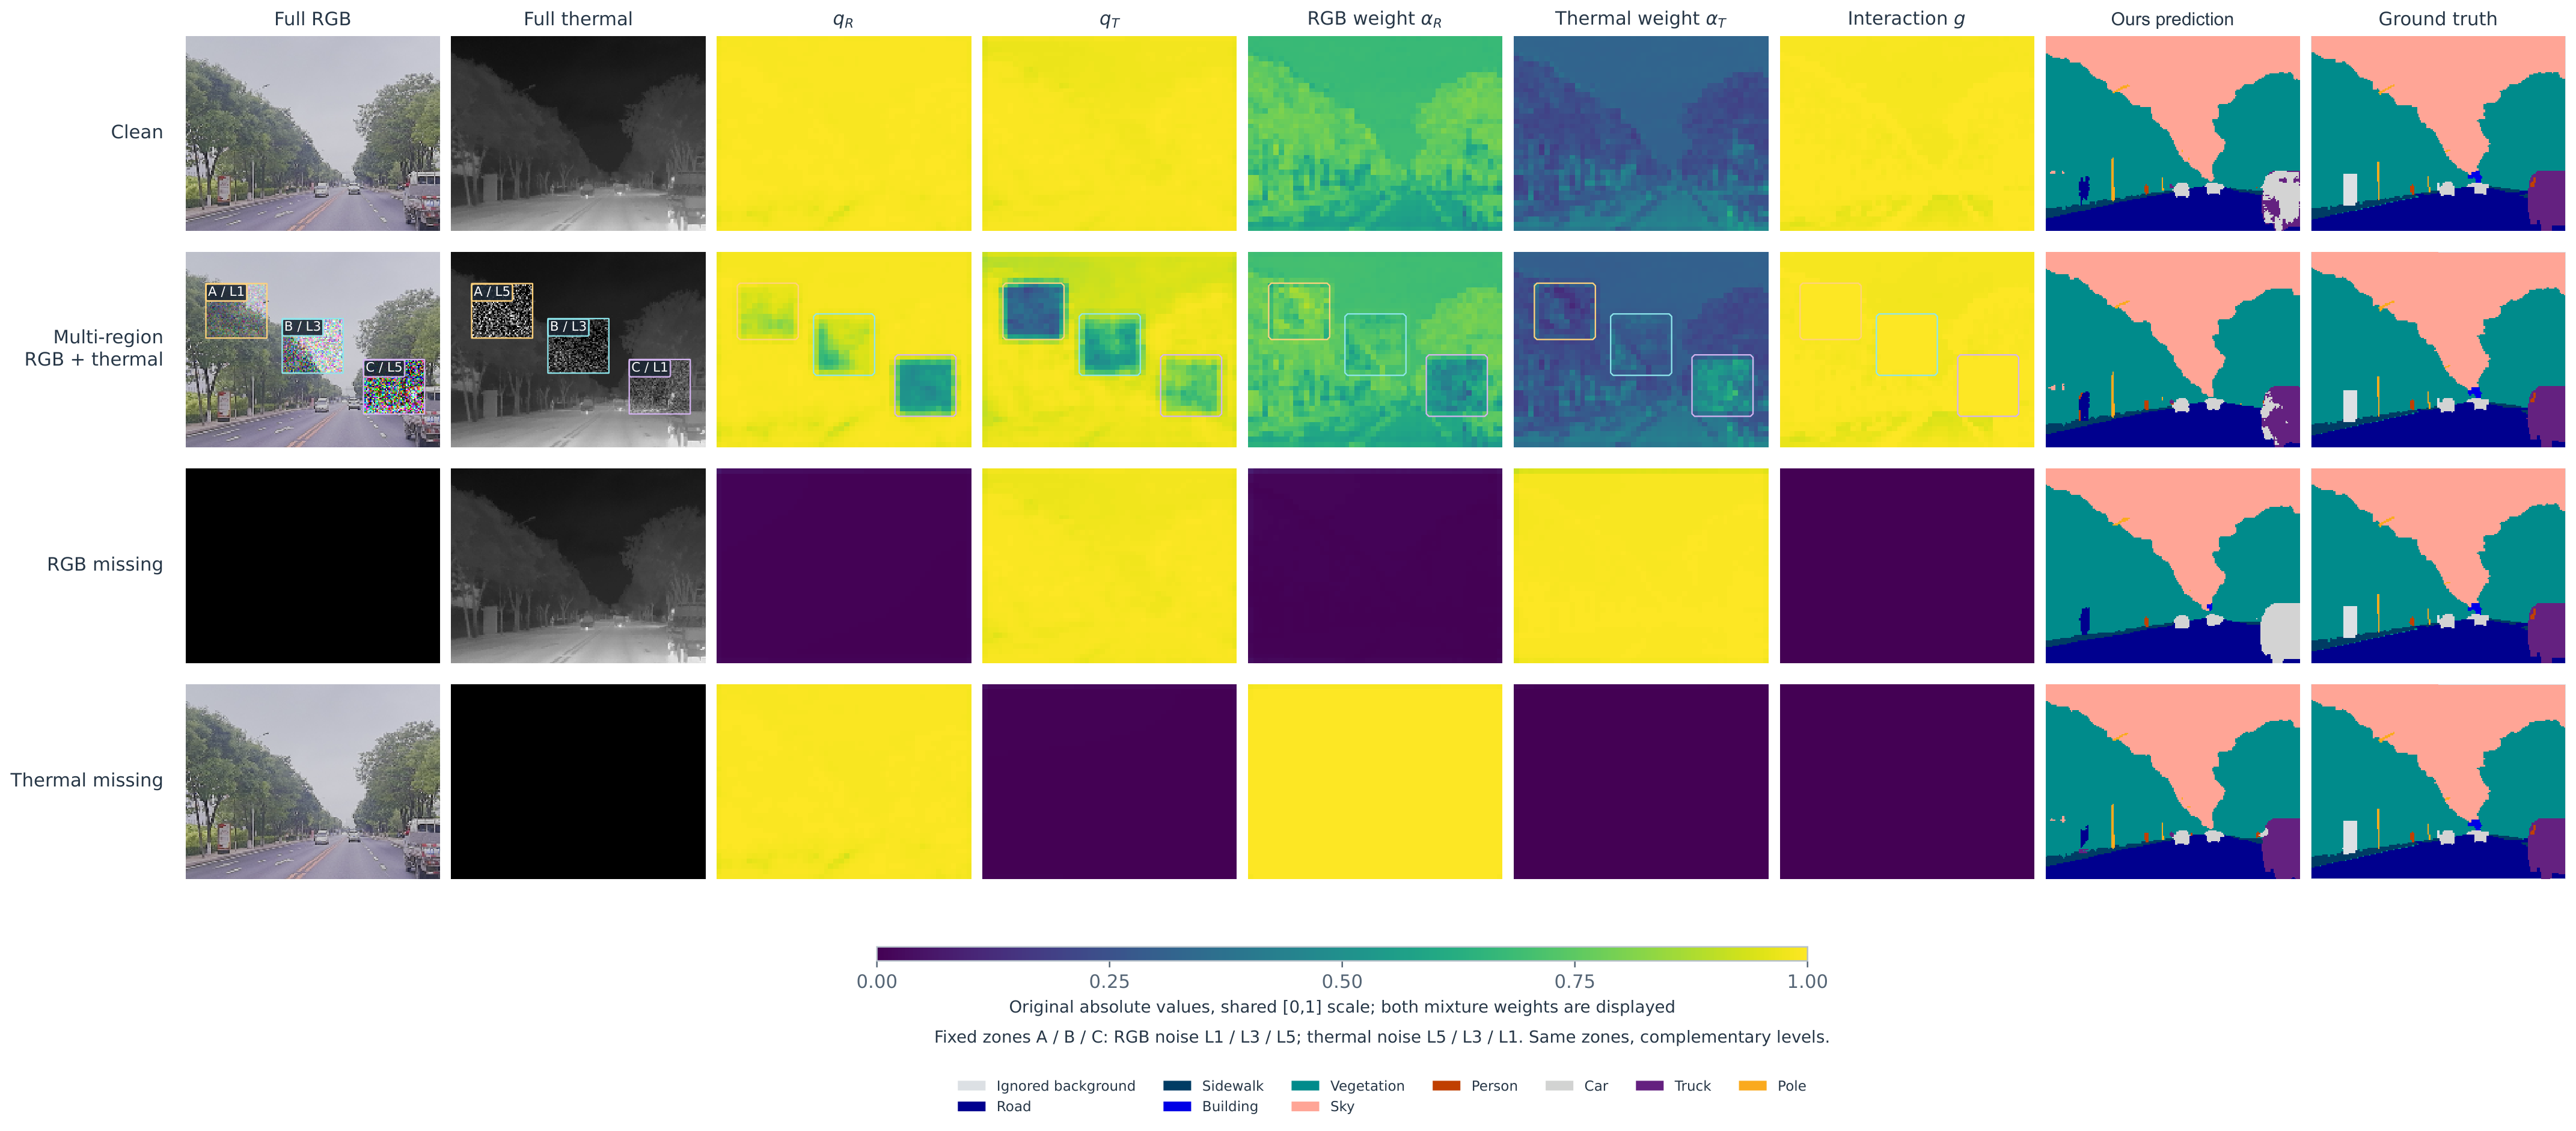 Full RGB Full thermal q_R q_T RGB weight α_R Thermal weight α_T Interaction g Ours prediction Ground truth
Clean
Multi-region
RGB + thermal
A / L1
B / L3
C / L5
A / L5
B / L3
C / L1
RGB missing
Thermal missing
0.00 0.25 0.50 0.75 1.00
Original absolute values, shared [0,1] scale; both mixture weights are displayed
Fixed zones A / B / C: RGB noise L1 / L3 / L5; thermal noise L5 / L3 / L1. Same zones, complementary levels.
Ignored background Sidewalk Vegetation Person Car Truck Pole
Road Building Sky